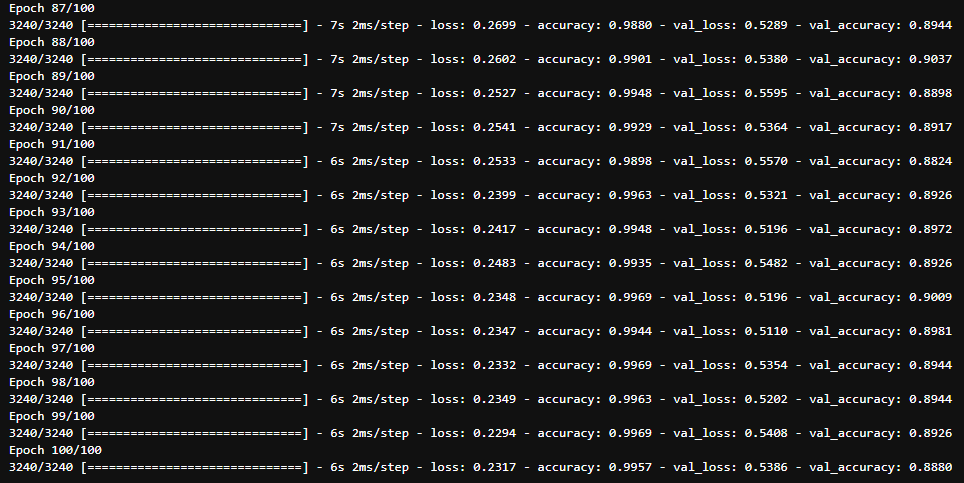 Epoch 87/100
3240/3240 [==============================] - 7s 2ms/step - loss: 0.2699 - accuracy: 0.9880 - val_loss: 0.5289 - val_accuracy: 0.8944
Epoch 88/100
3240/3240 [==============================] - 7s 2ms/step - loss: 0.2602 - accuracy: 0.9901 - val_loss: 0.5380 - val_accuracy: 0.9037
Epoch 89/100
3240/3240 [==============================] - 7s 2ms/step - loss: 0.2527 - accuracy: 0.9948 - val_loss: 0.5595 - val_accuracy: 0.8898
Epoch 90/100
3240/3240 [==============================] - 7s 2ms/step - loss: 0.2541 - accuracy: 0.9929 - val_loss: 0.5364 - val_accuracy: 0.8917
Epoch 91/100
3240/3240 [==============================] - 6s 2ms/step - loss: 0.2533 - accuracy: 0.9898 - val_loss: 0.5570 - val_accuracy: 0.8824
Epoch 92/100
3240/3240 [==============================] - 6s 2ms/step - loss: 0.2399 - accuracy: 0.9963 - val_loss: 0.5321 - val_accuracy: 0.8926
Epoch 93/100
3240/3240 [==============================] - 6s 2ms/step - loss: 0.2417 - accuracy: 0.9948 - val_loss: 0.5196 - val_accuracy: 0.8972
Epoch 94/100
3240/3240 [==============================] - 6s 2ms/step - loss: 0.2483 - accuracy: 0.9935 - val_loss: 0.5482 - val_accuracy: 0.8926
Epoch 95/100
3240/3240 [==============================] - 6s 2ms/step - loss: 0.2348 - accuracy: 0.9969 - val_loss: 0.5196 - val_accuracy: 0.9009
Epoch 96/100
3240/3240 [==============================] - 6s 2ms/step - loss: 0.2347 - accuracy: 0.9944 - val_loss: 0.5110 - val_accuracy: 0.8981
Epoch 97/100
3240/3240 [==============================] - 6s 2ms/step - loss: 0.2332 - accuracy: 0.9969 - val_loss: 0.5354 - val_accuracy: 0.8944
Epoch 98/100
3240/3240 [==============================] - 6s 2ms/step - loss: 0.2349 - accuracy: 0.9963 - val_loss: 0.5202 - val_accuracy: 0.8944
Epoch 99/100
3240/3240 [==============================] - 6s 2ms/step - loss: 0.2294 - accuracy: 0.9969 - val_loss: 0.5408 - val_accuracy: 0.8926
Epoch 100/100
3240/3240 [==============================] - 6s 2ms/step - loss: 0.2317 - accuracy: 0.9957 - val_loss: 0.5386 - val_accuracy: 0.8880